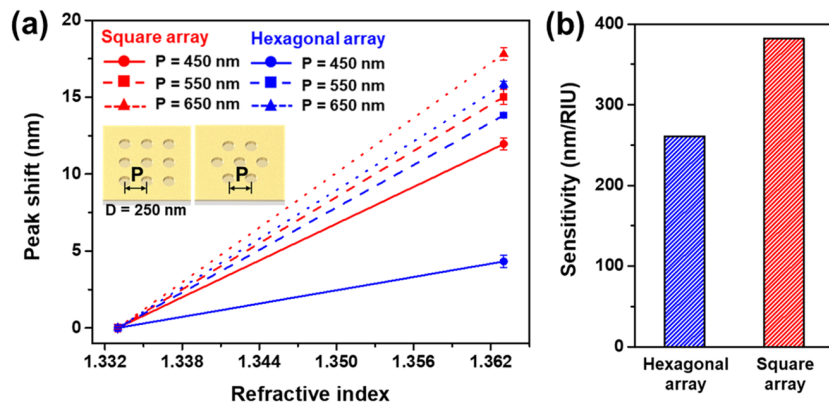 (a)
Square array
P = 450 nm
P = 550 nm
P = 650 nm
Hexagonal array
P = 450 nm
P = 550 nm
P = 650 nm
P
P
D = 250 nm
Peak shift (nm)
20
15
10
5
0
1.332
1.338
1.344
1.350
1.356
1.362
Refractive index
(b)
Sensitivity (nm/RIU)
400
300
200
100
0
Hexagonal
array
Square
array